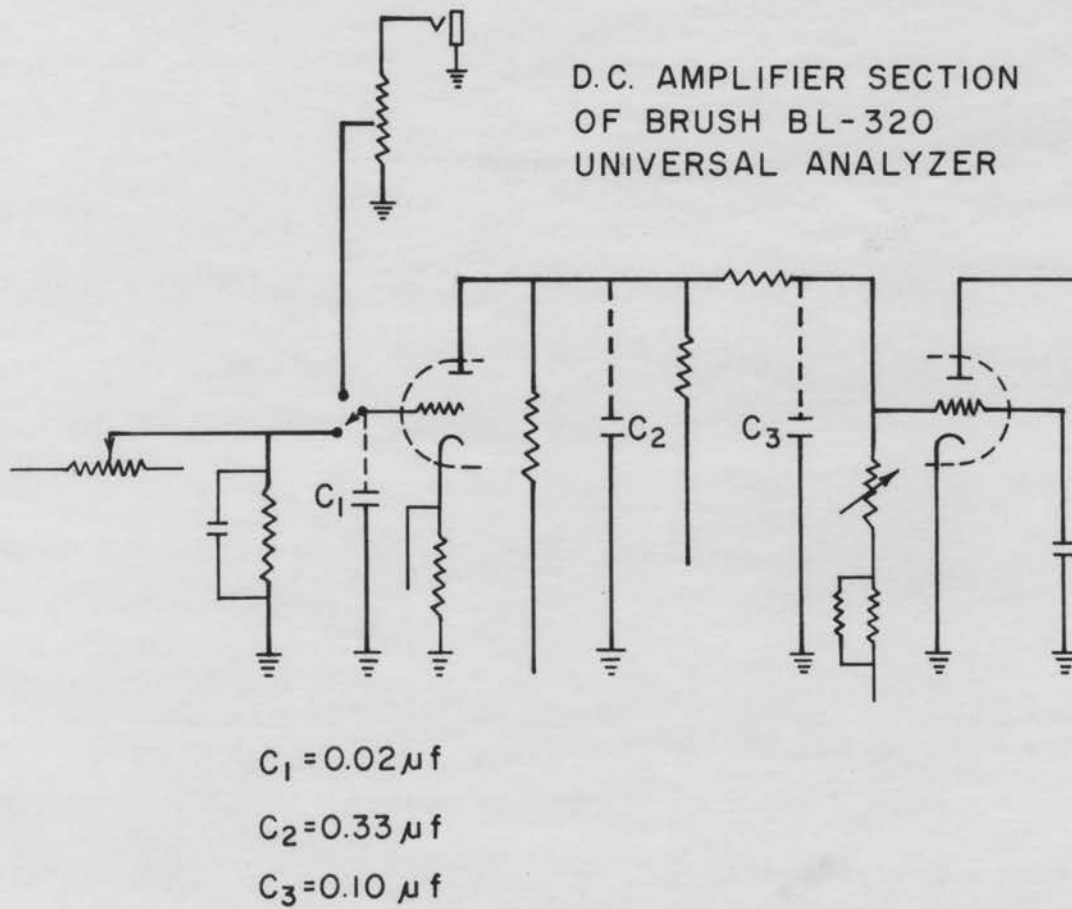 D.C. AMPLIFIER SECTION
OF BRUSH BL-320
UNIVERSAL ANALYZER
C2
C3
C1
C1 = 0.02 μf
C2 = 0.33 μf
C3 = 0.10 μf